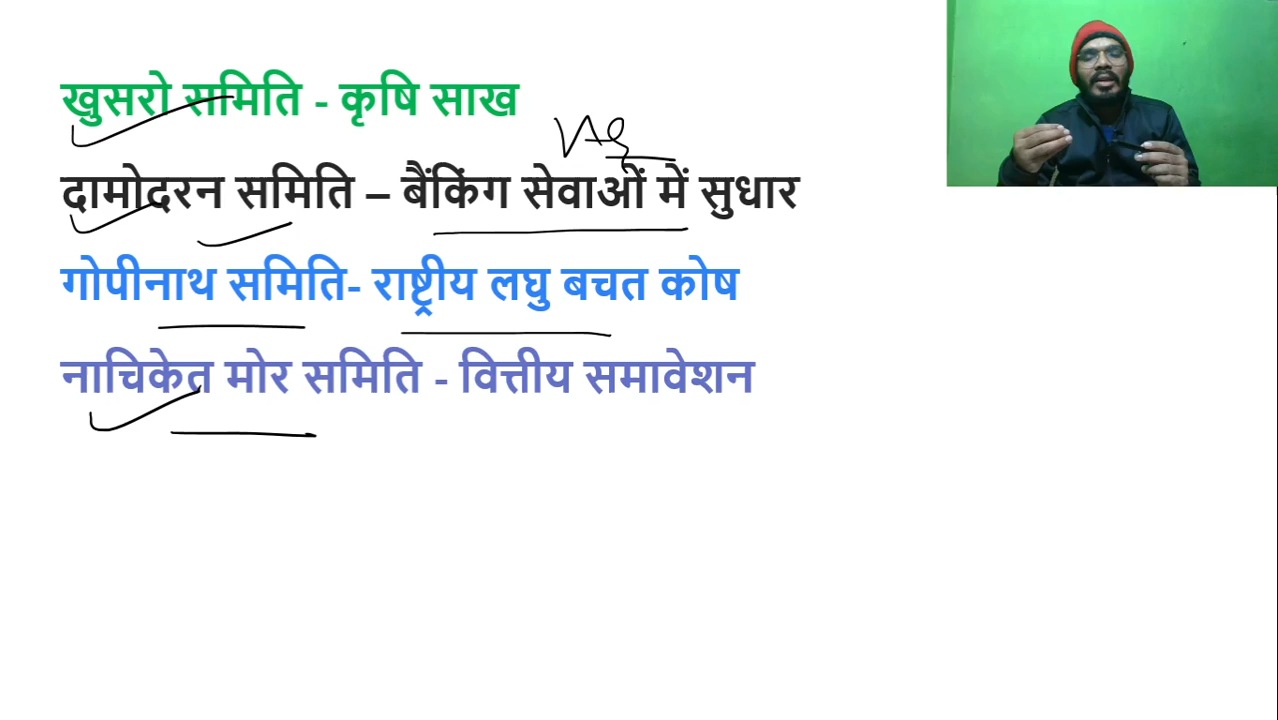 खुसरो समिति - कृषि साख
दामोदरन समिति – बैंकिंग सेवाओं में सुधार
गोपीनाथ समिति- राष्ट्रीय लघु बचत कोष
नाचिकेत मोर समिति - वित्तीय समावेशन